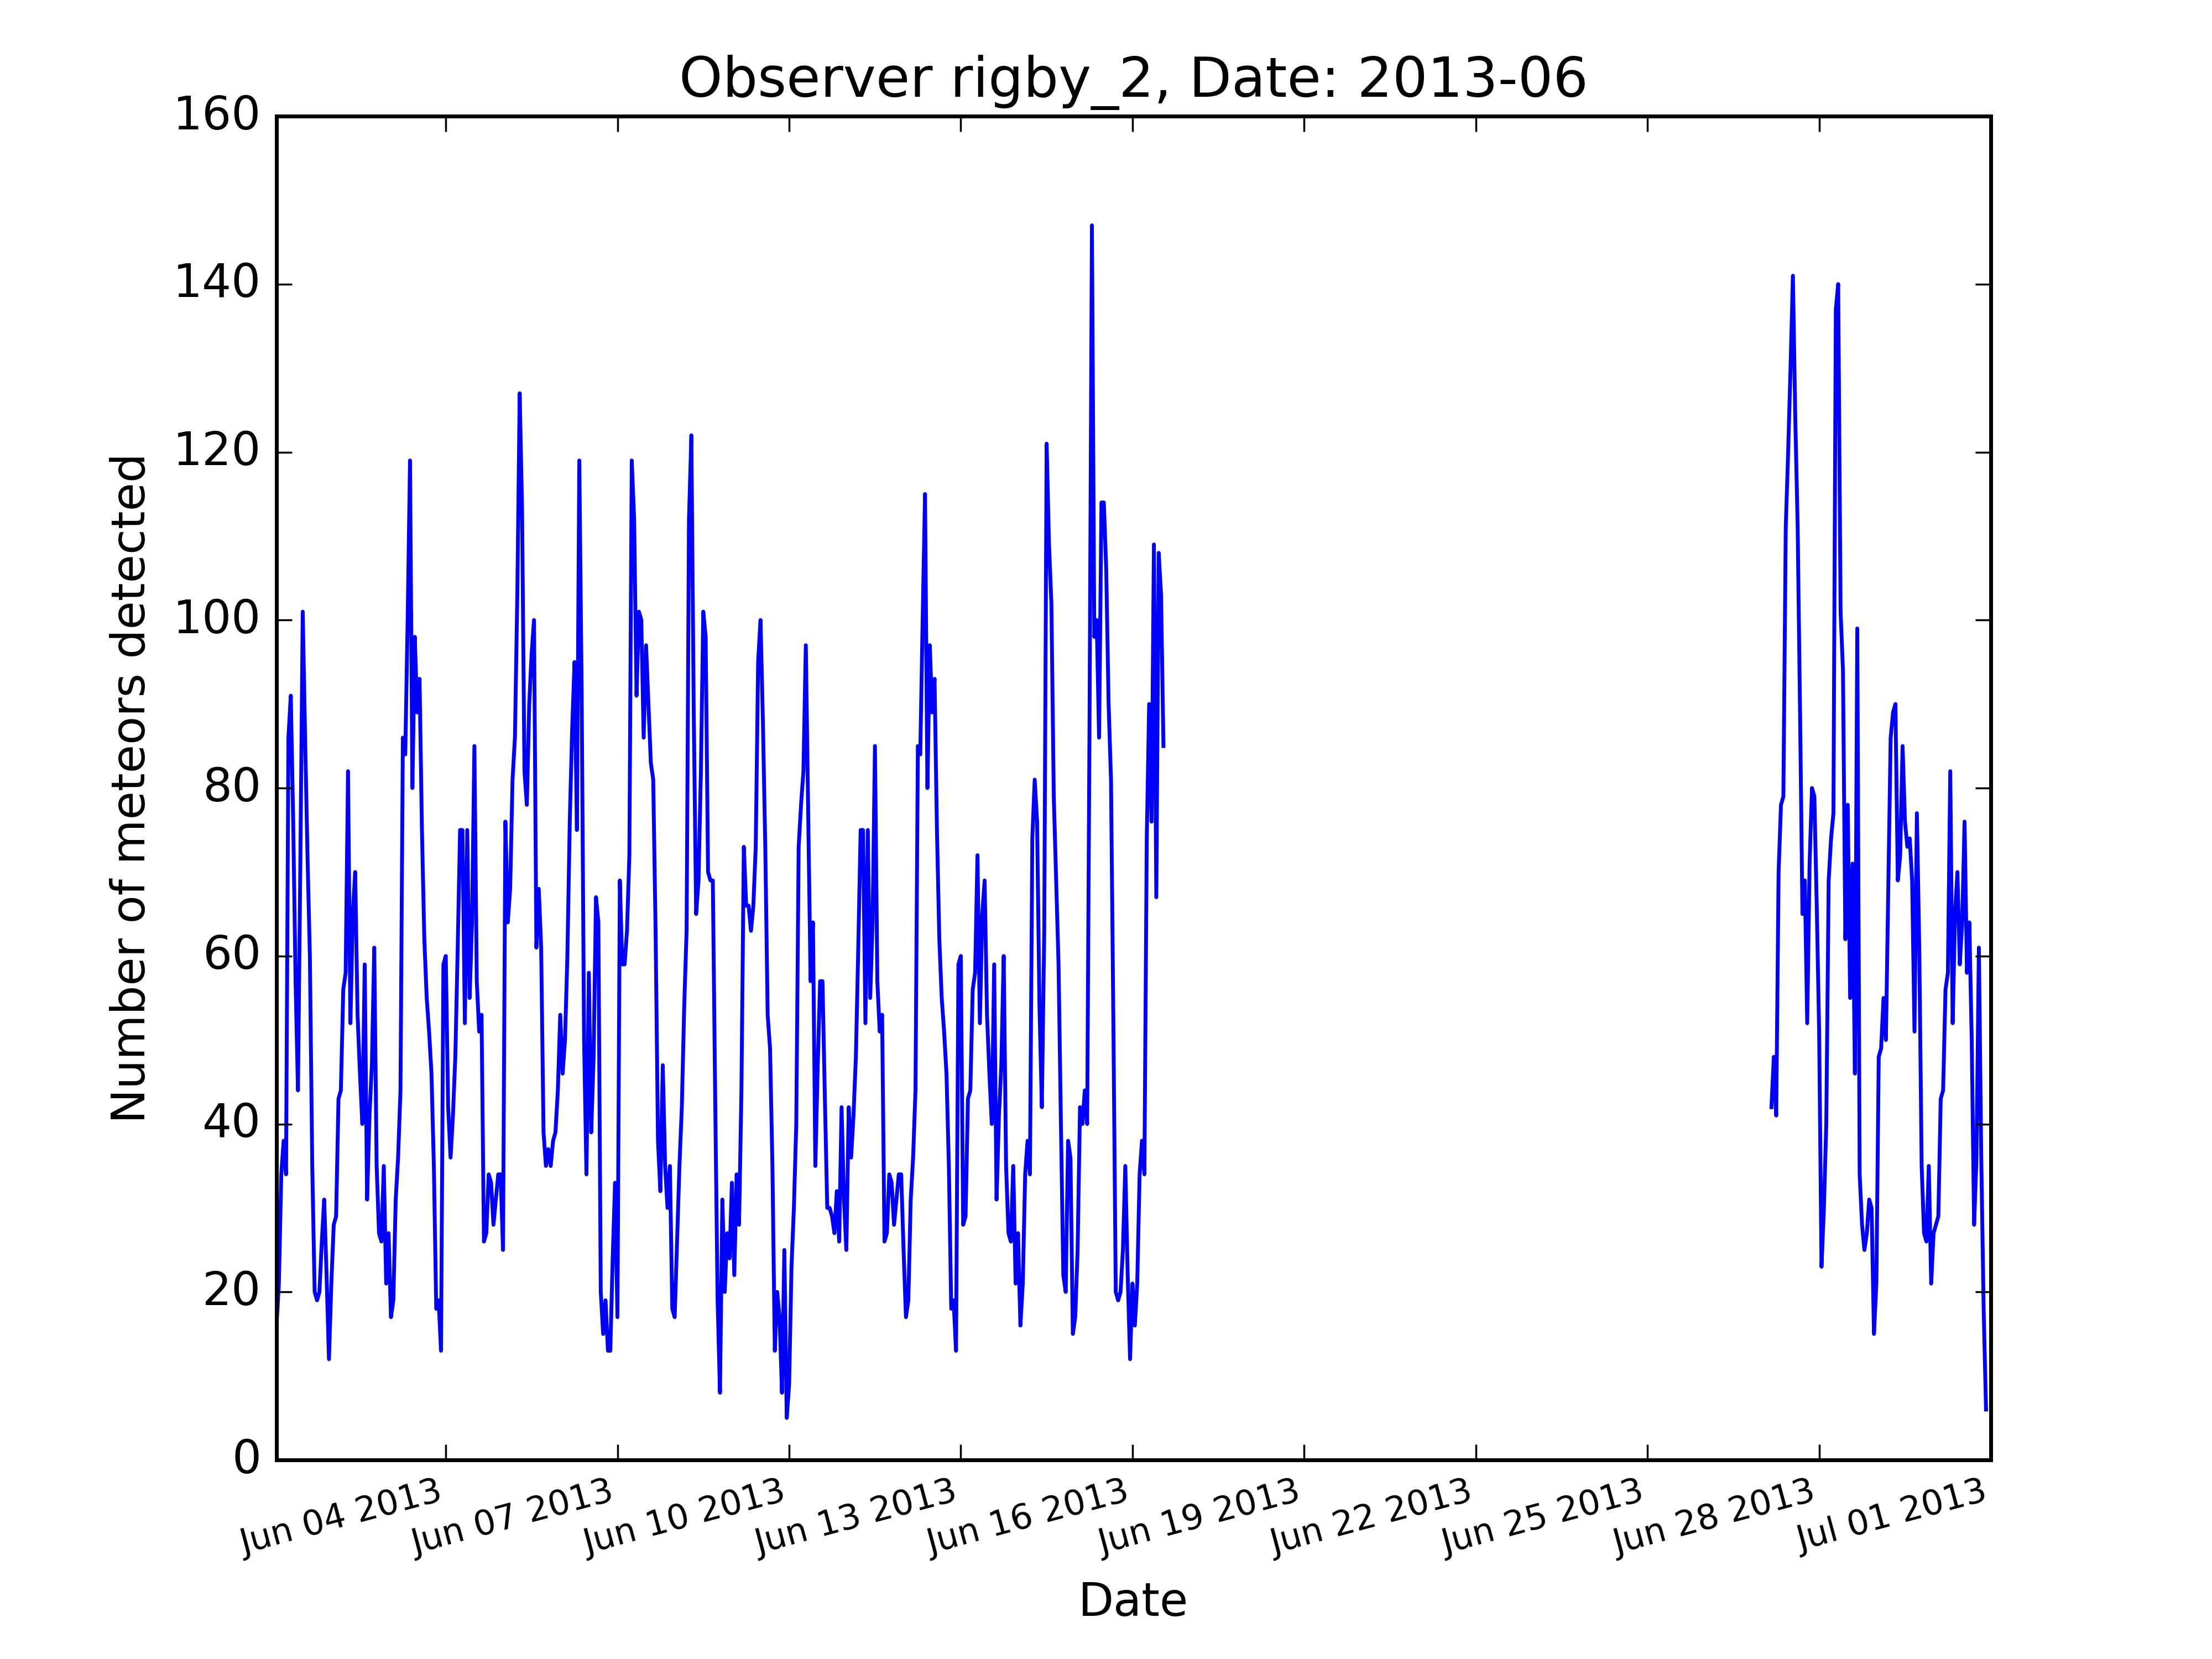 Observer rigby_2, Date: 2013-06
160
140
120
100
80
60
40
20
0
Number of meteors detected
Jun 04 2013
Jun 07 2013
Jun 10 2013
Jun 13 2013
Jun 16 2013
Jun 19 2013
Jun 22 2013
Jun 25 2013
Jun 28 2013
Jul 01 2013
Date